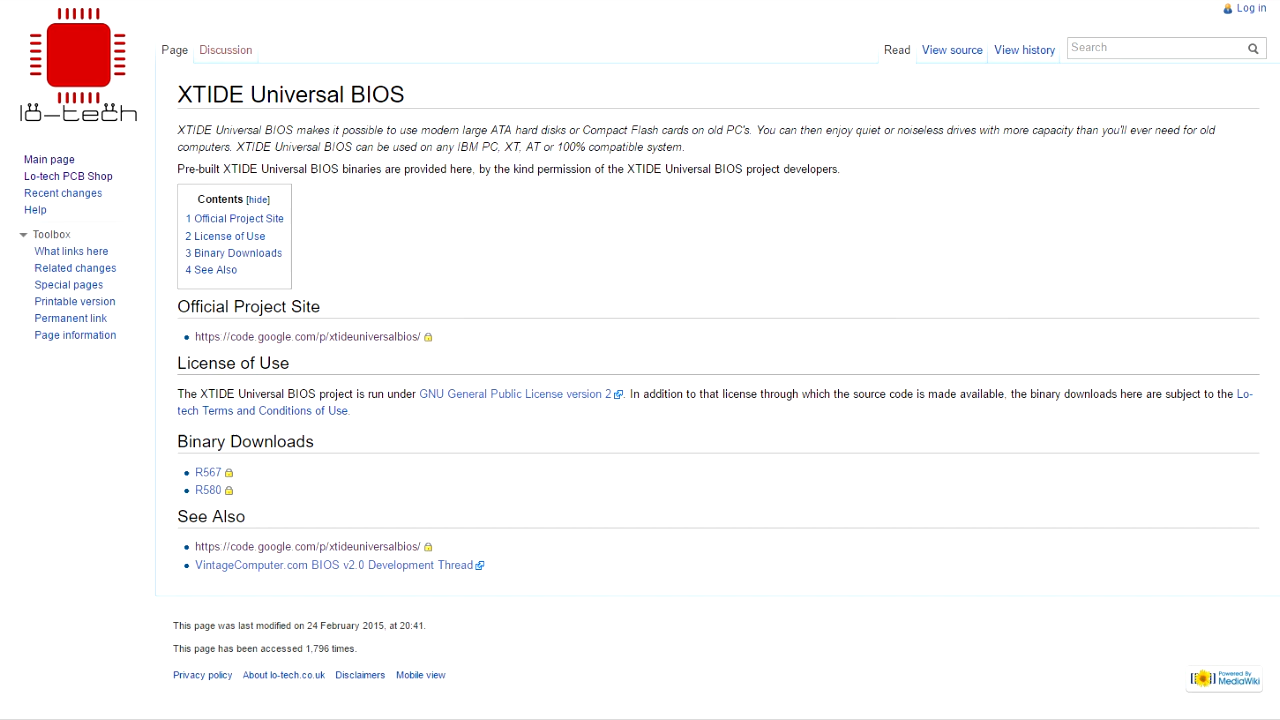 Log in
lo-tech
Page
Discussion
Read
View source
View history
Search
Main page
Lo-tech PCB Shop
Recent changes
Help
Toolbox
What links here
Related changes
Special pages
Printable version
Permanent link
Page information
XTIDE Universal BIOS
XTIDE Universal BIOS makes it possible to use modern large ATA hard disks or Compact Flash cards on old PC's. You can then enjoy quiet or noiseless drives with more capacity than you'll ever need for old
computers. XTIDE Universal BIOS can be used on any IBM PC, XT, AT or 100% compatible system.
Pre-built XTIDE Universal BIOS binaries are provided here, by the kind permission of the XTIDE Universal BIOS project developers.
Contents [hide]
1 Official Project Site
2 License of Use
3 Binary Downloads
4 See Also
Official Project Site
https://code.google.com/p/xtideuniversalbios/
License of Use
The XTIDE Universal BIOS project is run under GNU General Public License version 2. In addition to that license through which the source code is made available, the binary downloads here are subject to the Lo-
tech Terms and Conditions of Use.
Binary Downloads
R567
R580
See Also
https://code.google.com/p/xtideuniversalbios/
VintageComputer.com BIOS v2.0 Development Thread
This page was last modified on 24 February 2015, at 20:41.
This page has been accessed 1,796 times.
Privacy policy
About lo-tech.co.uk
Disclaimers
Mobile view
Powered By
MediaWiki